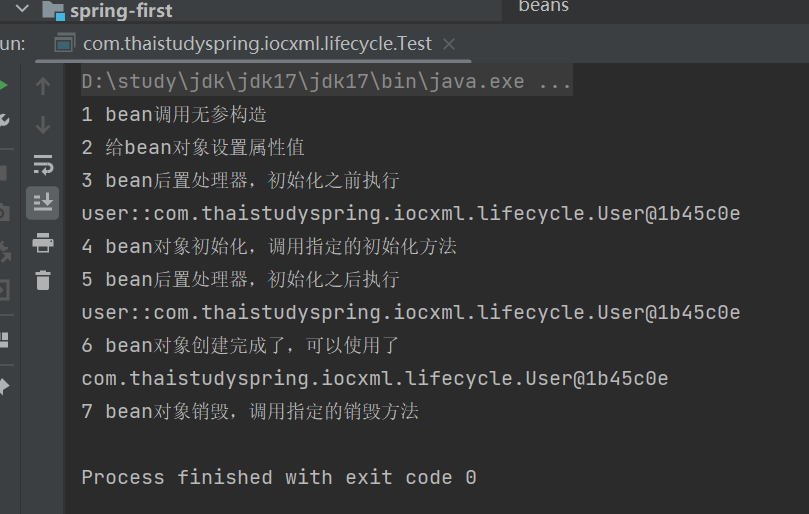 spring-first
beans
un:
com.thaistudyspring.iocxml.lifecycle.Test
D:\study\jdk\jdk17\jdk17\bin\java.exe ...
1 bean调用无参构造
2 给bean对象设置属性值
3 bean后置处理器，初始化之前执行
user::com.thaistudyspring.iocxml.lifecycle.User@1b45c0e
4 bean对象初始化，调用指定的初始化方法
5 bean后置处理器，初始化之后执行
user::com.thaistudyspring.iocxml.lifecycle.User@1b45c0e
6 bean对象创建完成了，可以使用了
com.thaistudyspring.iocxml.lifecycle.User@1b45c0e
7 bean对象销毁，调用指定的销毁方法
Process finished with exit code 0